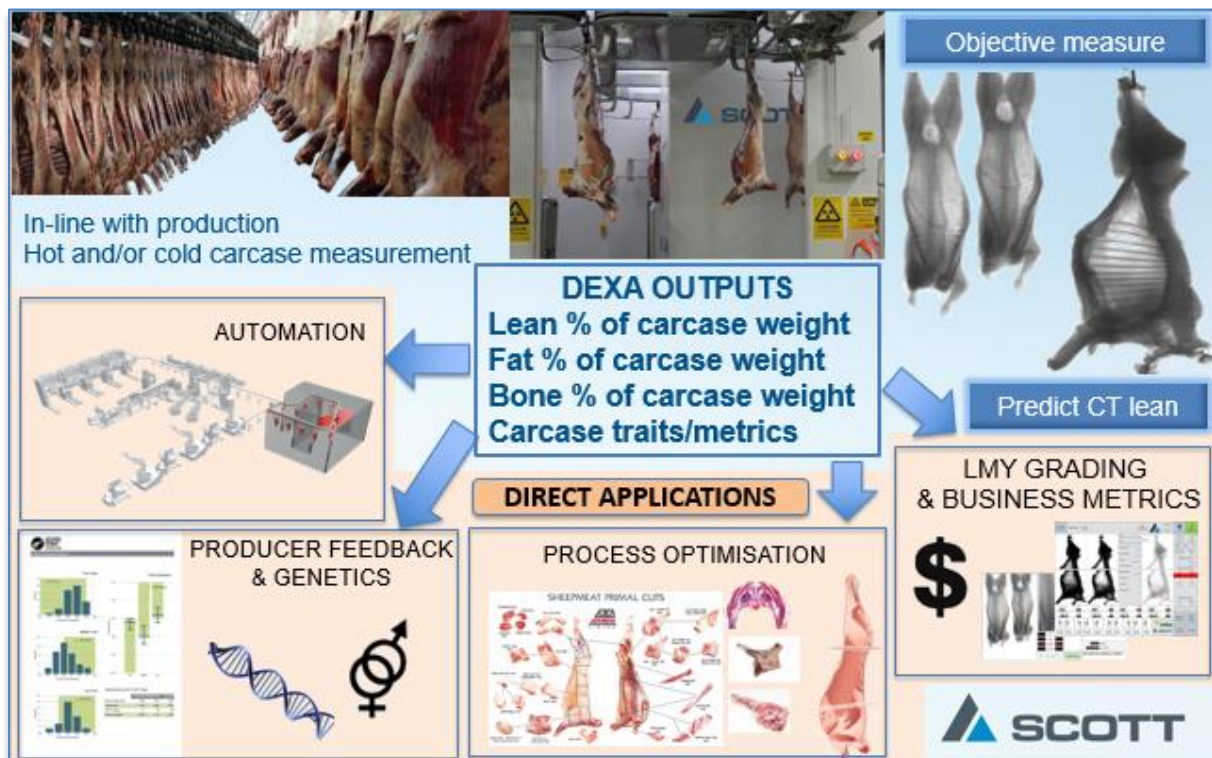 SCOTT
Objective measure
In-line with production
Hot and/or cold carcase measurement
DEXA OUTPUTS
Lean % of carcase weight
Fat % of carcase weight
Bone % of carcase weight
Carcase traits/metrics
Predict CT lean
AUTOMATION
LMY GRADING
& BUSINESS METRICS
$
DIRECT APPLICATIONS
PRODUCER FEEDBACK
& GENETICS
PROCESS OPTIMISATION
SHEEPMEAT PRIMAL CUTS
SCOTT